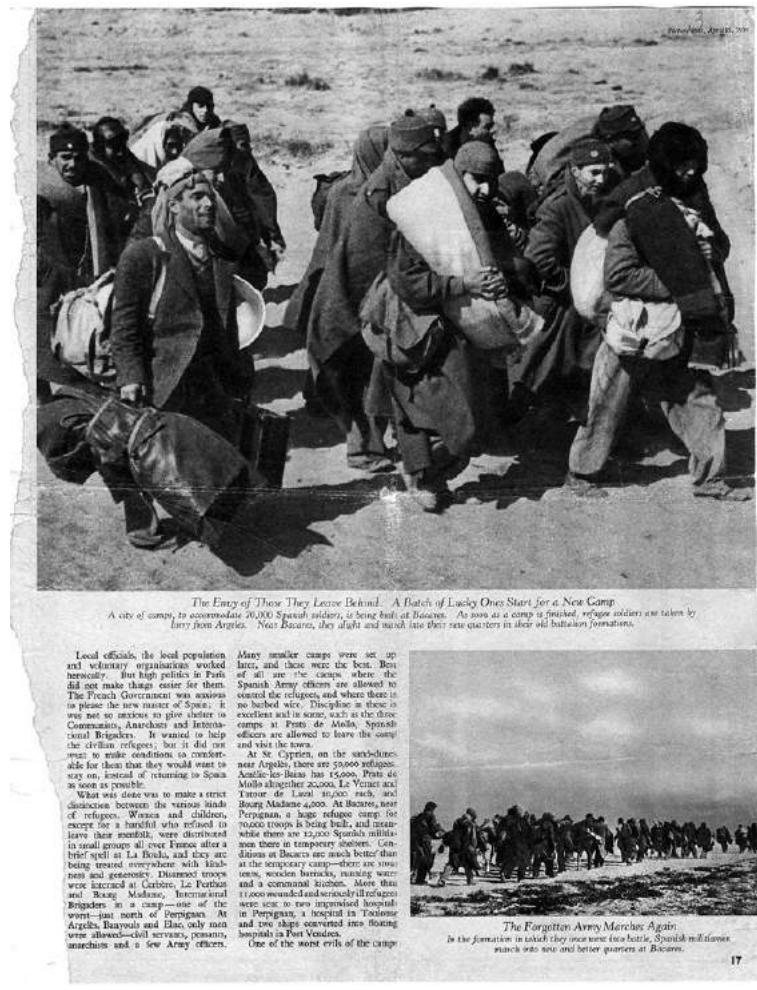 The Envy of Those They Leave Behind. A Batch of Lucky Ones Start for a New Camp
A city of camps, to accommodate 70,000 Spanish soldiers, is being built at Bacares. As soon as a camp is finished, refugee soldiers are taken by
lorry from Argeles. Near Bacares, they alight and march into their new quarters in their old battalion formations.
Local officials, the local population
and voluntary organisations worked
heroically. But high politics in Paris
did not make things easier for them.
The French Government was anxious
to please the new master of Spain; it
was not so anxious to give shelter to
Communists, Anarchists and Interna-
tional Brigaders. It wanted to help
the civilian refugees; but it did not
want to make conditions so comfort-
able for them that they would want to
stay on, instead of returning to Spain
as soon as possible.
What was done was to make a strict
distinction between the various kinds
of refugees. Women and children,
except for a handful who refused to
leave their menfolk, were distributed
in small groups all over France after a
brief spell at La Boulu, and they are
being treated everywhere with kind-
ness and generosity. Disarmed troops
were interned at Cerbère, Le Perthus
and Bourg Madame, International
Brigaders in a camp—one of the
worst—just north of Perpignan. At
Argelès, Banyouls and Elne, only men
were allowed—civil servants, peasants,
anarchists and a few Army officers.
Many smaller camps were set up
later, and these were the best. Best
of all are the camps where the
Spanish Army officers are allowed to
control the refugees, and where there is
no barbed wire. Discipline in these is
excellent and in some, such as the three
camps at Prats de Mollo, Spanish
officers are allowed to leave the camp
and visit the town.
At St. Cyprien, on the sand-dunes
near Argelès, there are 50,000 refugees.
Amélie-les-Bains has 15,000, Prats de
Mollo altogether 20,000, Le Vernet and
Tatour de Laval 10,000 each, and
Bourg Madame 4,000. At Bacares, near
Perpignan, a huge refugee camp for
70,000 troops is being built, and mean-
while there are 12,000 Spanish militia-
men there in temporary shelters. Con-
ditions at Bacares are much better than
at the temporary camp—there are
tents, wooden barracks, running water
and a communal kitchen. More than
11,000 wounded and seriously ill refugees
were sent to two improvised hospitals
in Perpignan, a hospital in Toulouse
and two ships converted into floating
hospitals in Port Vendres.
One of the worst evils of the camps
The Forgotten Army Marches Again
In the formation in which they once went into battle, Spanish militiamen
march into new and better quarters at Bacares.
17